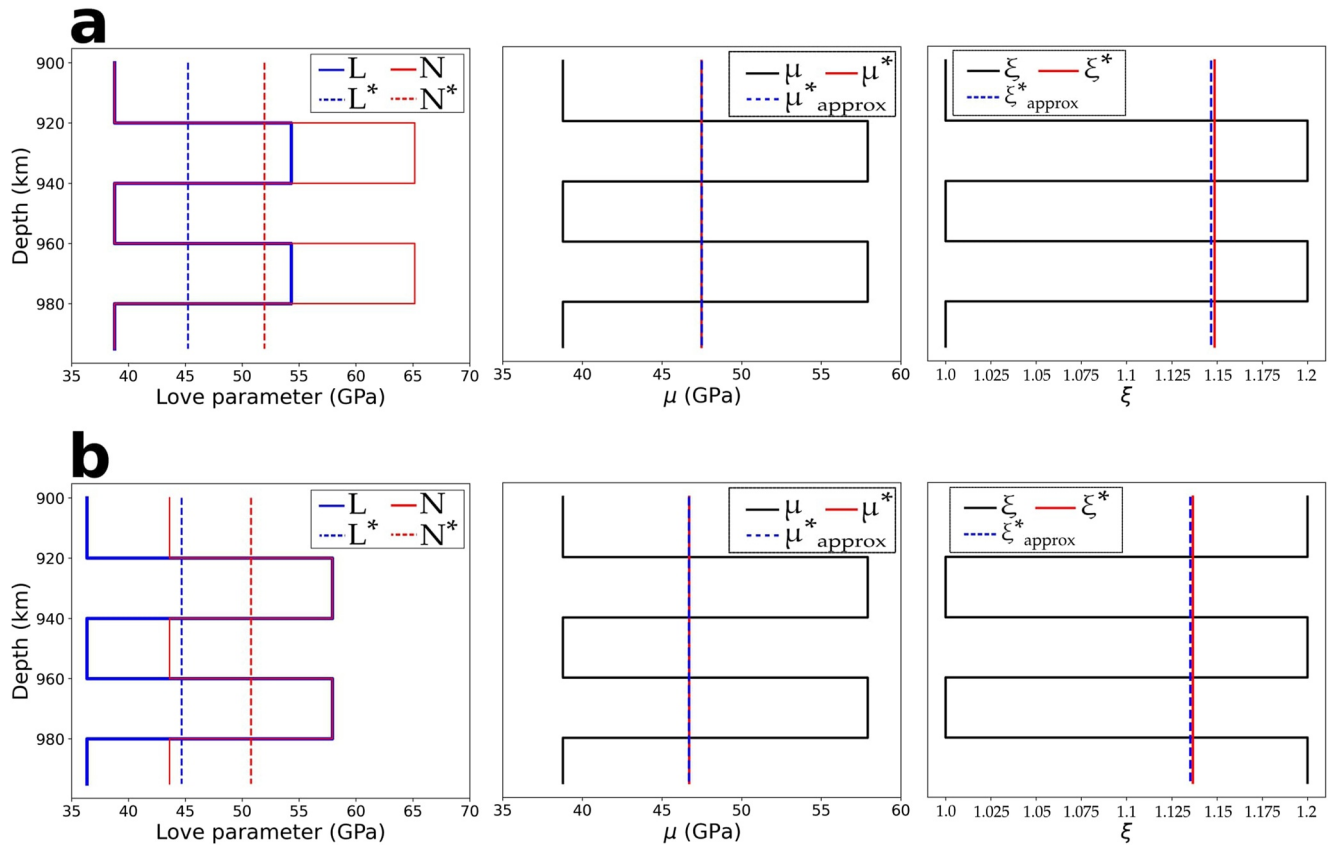 a
L N
L* N*
900
920
940
960
980
Depth (km)
35 40 45 50 55 60 65 70
Love parameter (GPa)
μ μ*
μ*approx
35 45 55 60
μ (GPa)
ξ ξ*
ξ*approx
1.0 1.025 1.05 1.075 1.1 1.125 1.15 1.175 1.2
ξ
b
L N
L* N*
900
920
940
960
980
Depth (km)
35 40 45 50 55 60 65 70
Love parameter (GPa)
μ μ*
μ*approx
35 45 50 55 60
μ (GPa)
ξ ξ*
ξ*approx
1.0 1.025 1.05 1.075 1.1 1.125 1.15 1.175 1.2
ξ